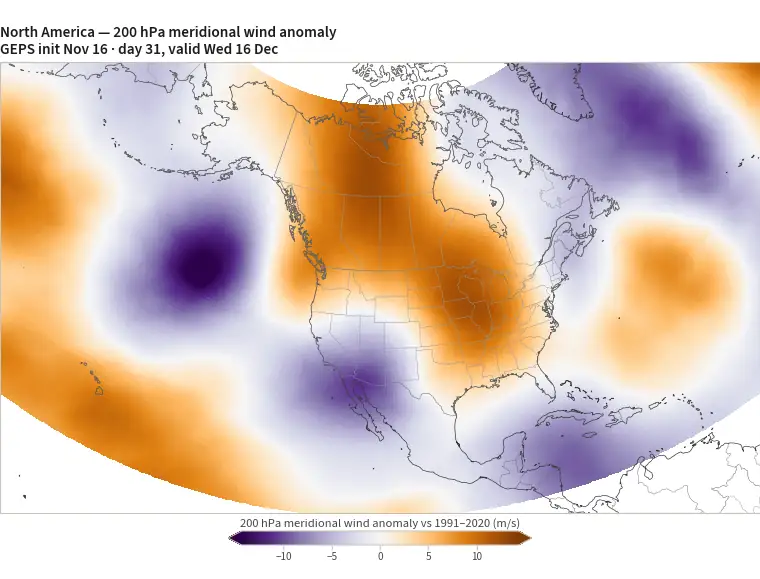 North America — 200 hPa meridional wind anomaly
GEPS init Nov 16 · day 31, valid Wed 16 Dec
200 hPa meridional wind anomaly vs 1991–2020 (m/s)
−10 −5 0 5 10